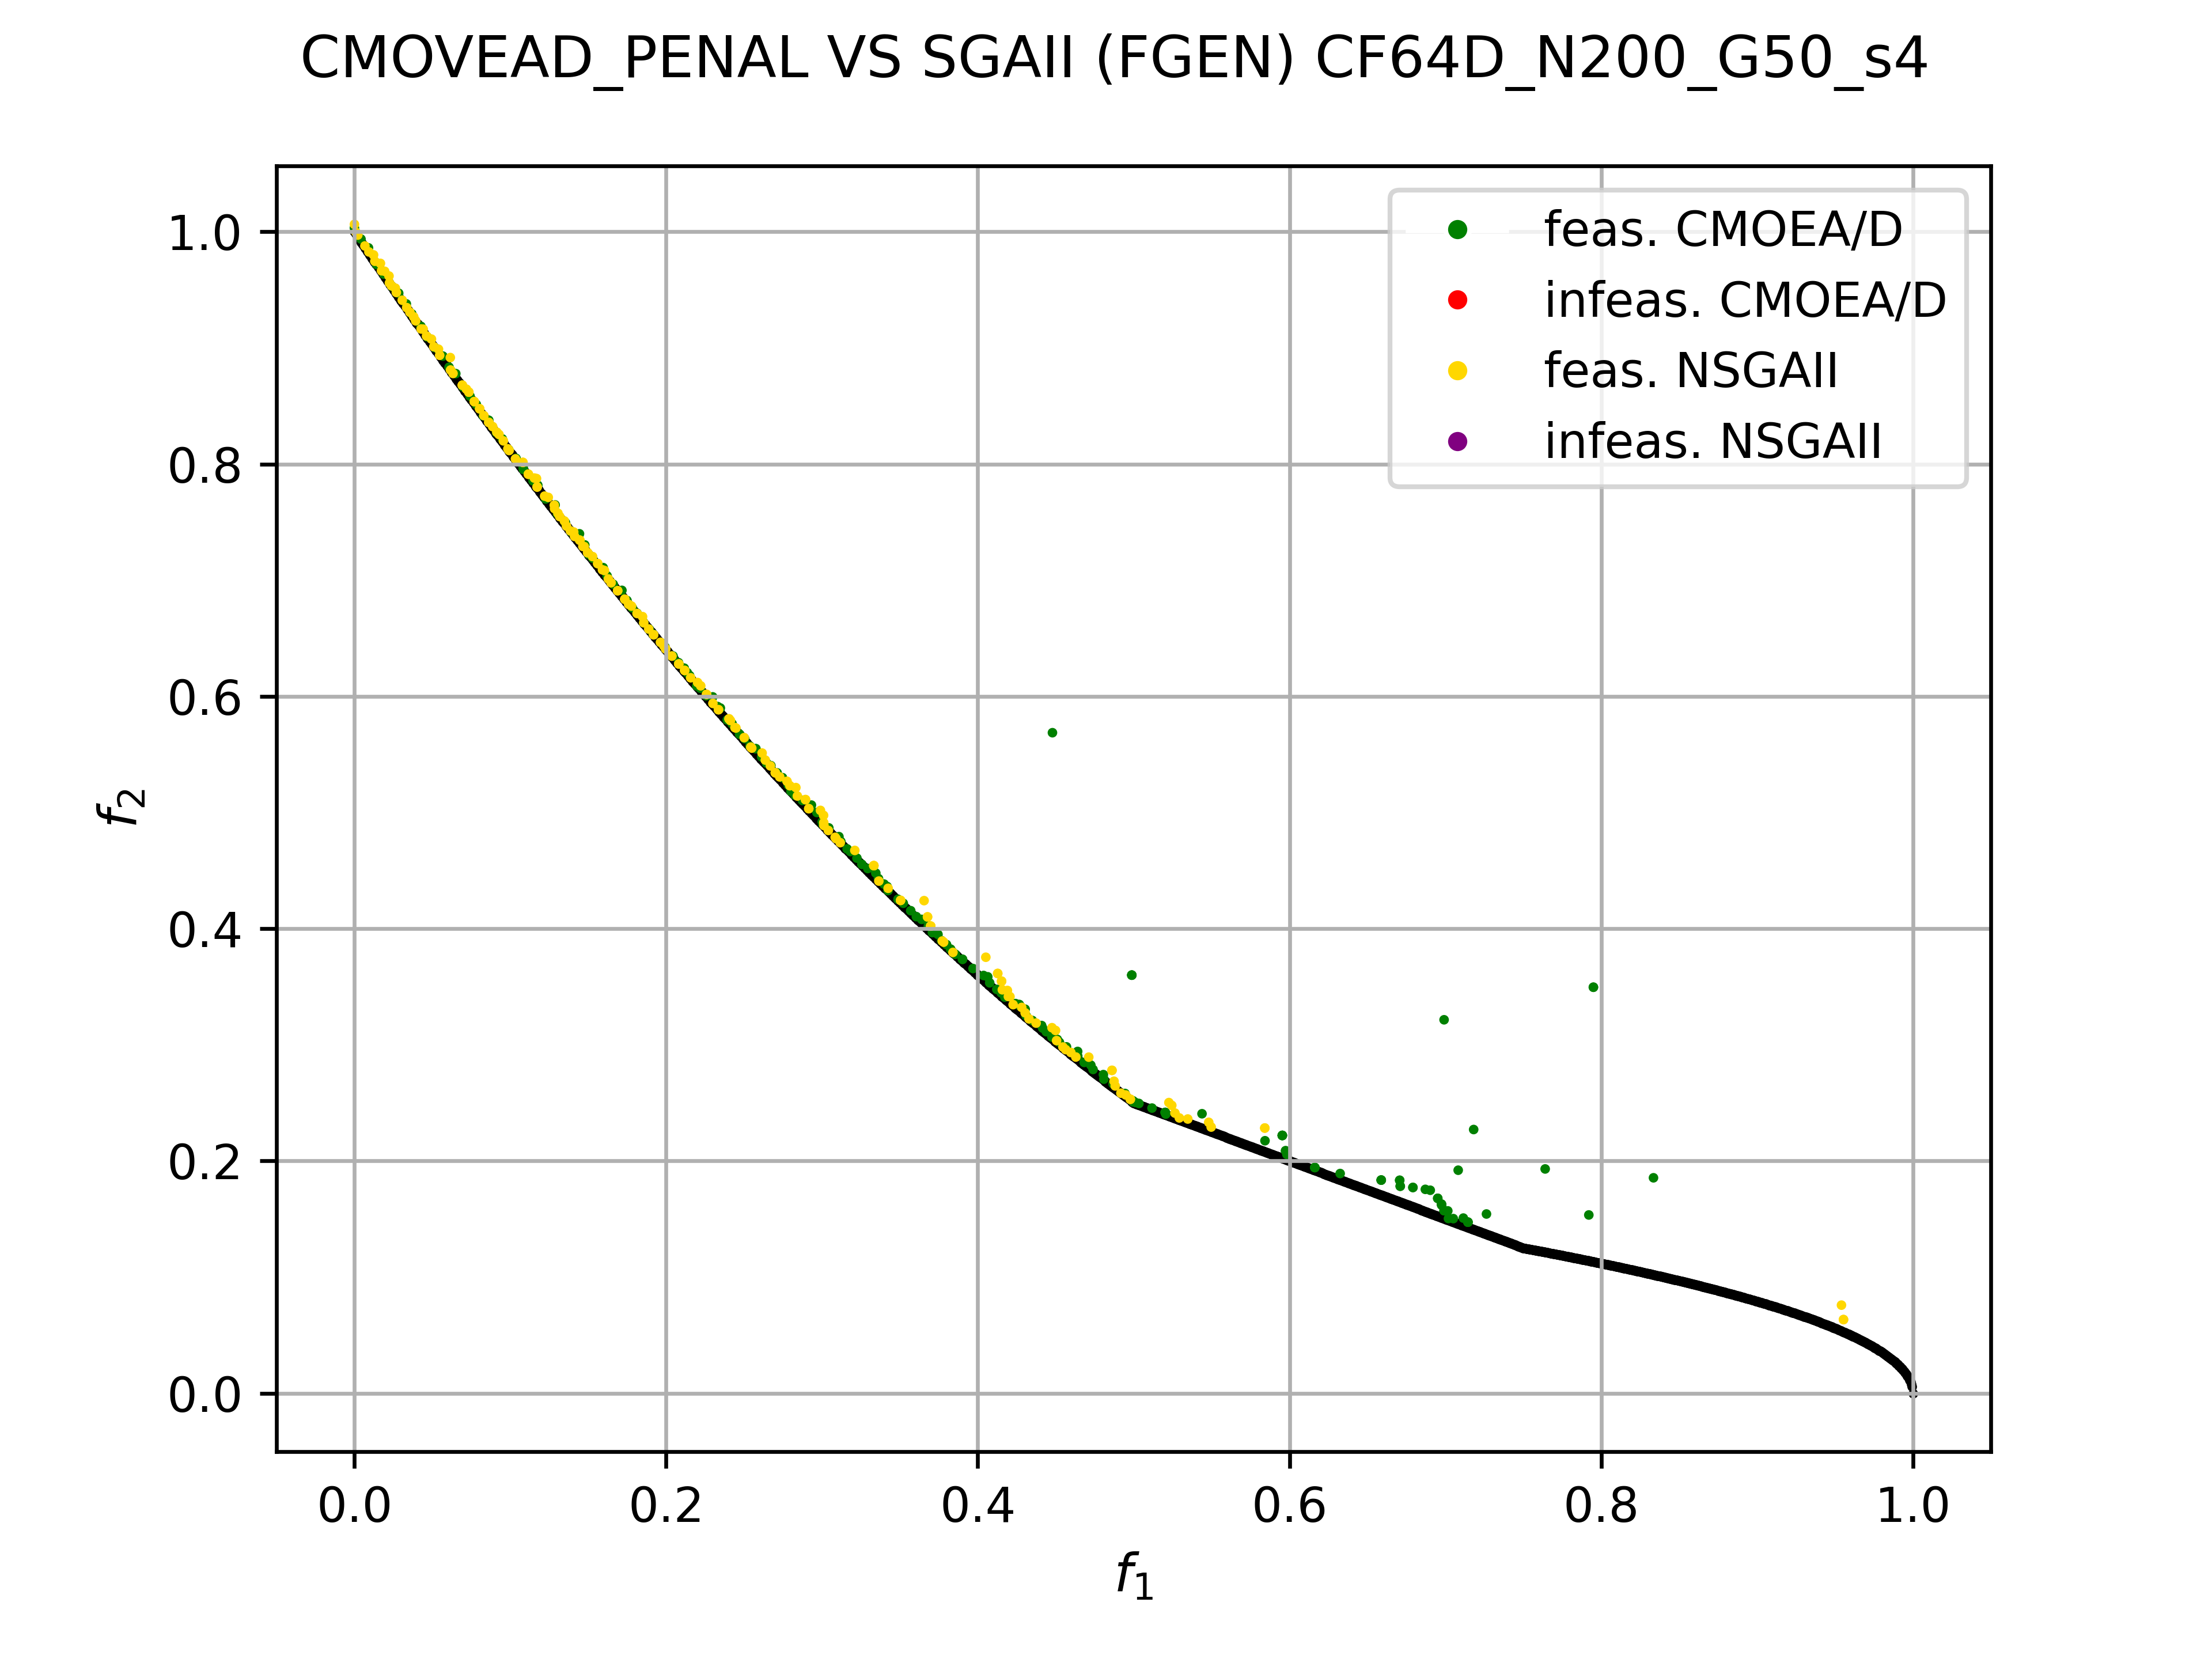 CMOVEAD_PENAL VS SGAII (FGEN) CF64D_N200_G50_s4
feas. CMOEA/D
infeas. CMOEA/D
feas. NSGAII
infeas. NSGAII
1.0
0.8
0.6
0.4
0.2
0.0
f2
0.0 0.2 0.4 0.6 0.8 1.0
f1